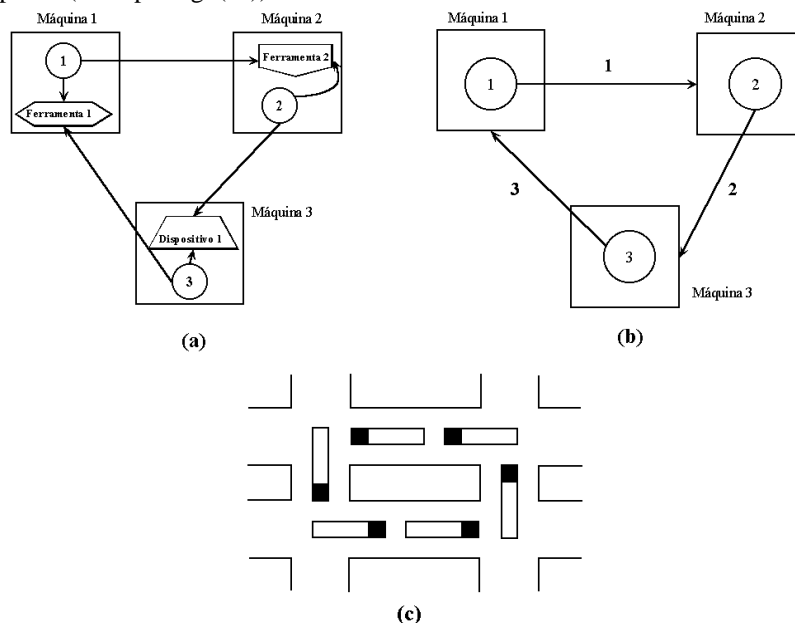 Máquina 1
Máquina 2
1
Ferramenta 1
Ferramenta 2
2
Máquina 3
Dispositivo 1
3
(a)
Máquina 1
Máquina 2
1
1
2
3
2
3
Máquina 3
(b)
(c)